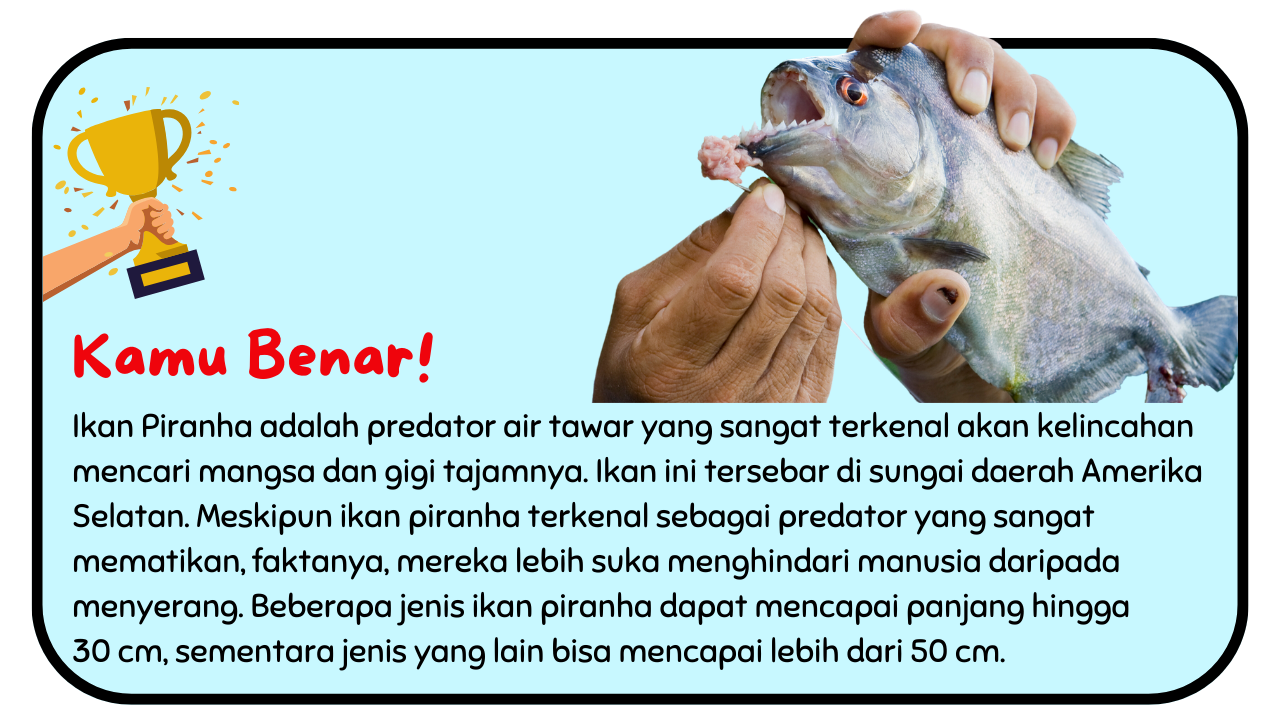 Kamu Benar!
Ikan Piranha adalah predator air tawar yang sangat terkenal akan kelincahan
mencari mangsa dan gigi tajamnya. Ikan ini tersebar di sungai daerah Amerika
Selatan. Meskipun ikan piranha terkenal sebagai predator yang sangat
mematikan, faktanya, mereka lebih suka menghindari manusia daripada
menyerang. Beberapa jenis ikan piranha dapat mencapai panjang hingga
30 cm, sementara jenis yang lain bisa mencapai lebih dari 50 cm.